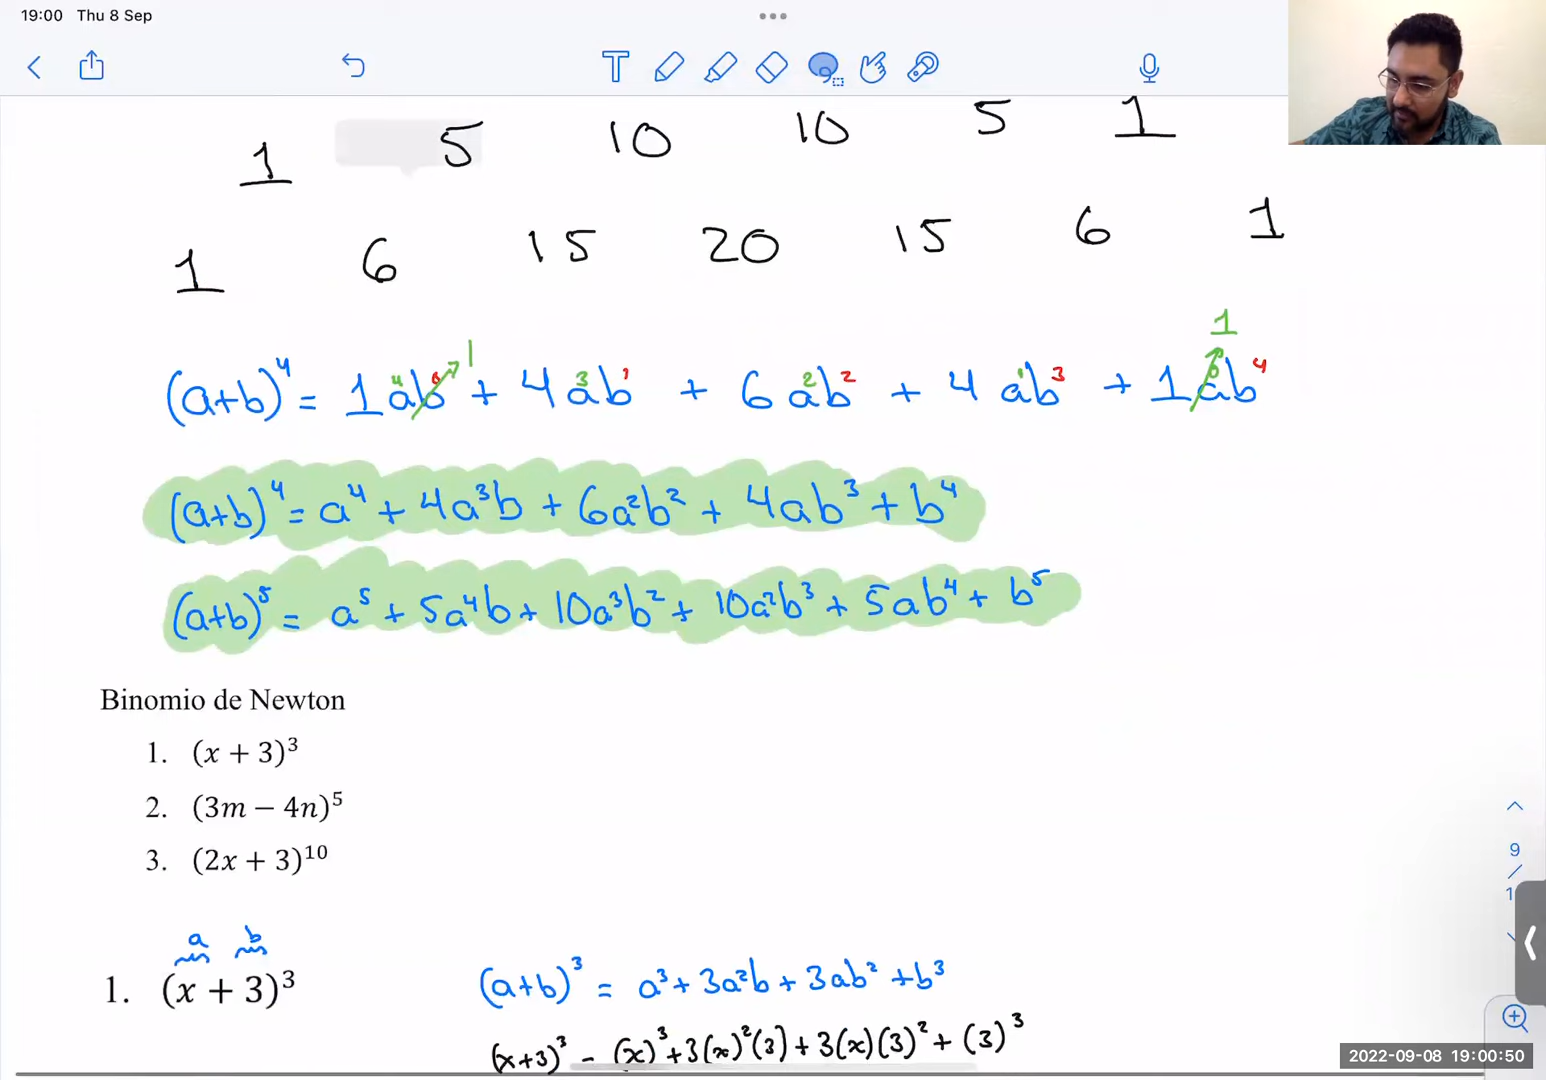 19:00 Thu 8 Sep
1 5 10 10 5 1
1 6 15 20 15 6 1
(a+b)⁴ = 1a⁴b⁰ + 4a³b¹ + 6a²b² + 4a¹b³ + 1a⁰b⁴
1 1
(a+b)⁴ = a⁴ + 4a³b + 6a²b² + 4ab³ + b⁴
(a+b)⁵ = a⁵ + 5a⁴b + 10a³b² + 10a²b³ + 5ab⁴ + b⁵
Binomio de Newton
1. (x + 3)³
2. (3m − 4n)⁵
3. (2x + 3)¹⁰
9
/
1
a b
1. (x + 3)³
(a+b)³ = a³ + 3a²b + 3ab² + b³
(x+3)³ = (x)³ + 3(x)²(3) + 3(x)(3)² + (3)³
2022-09-08 19:00:50